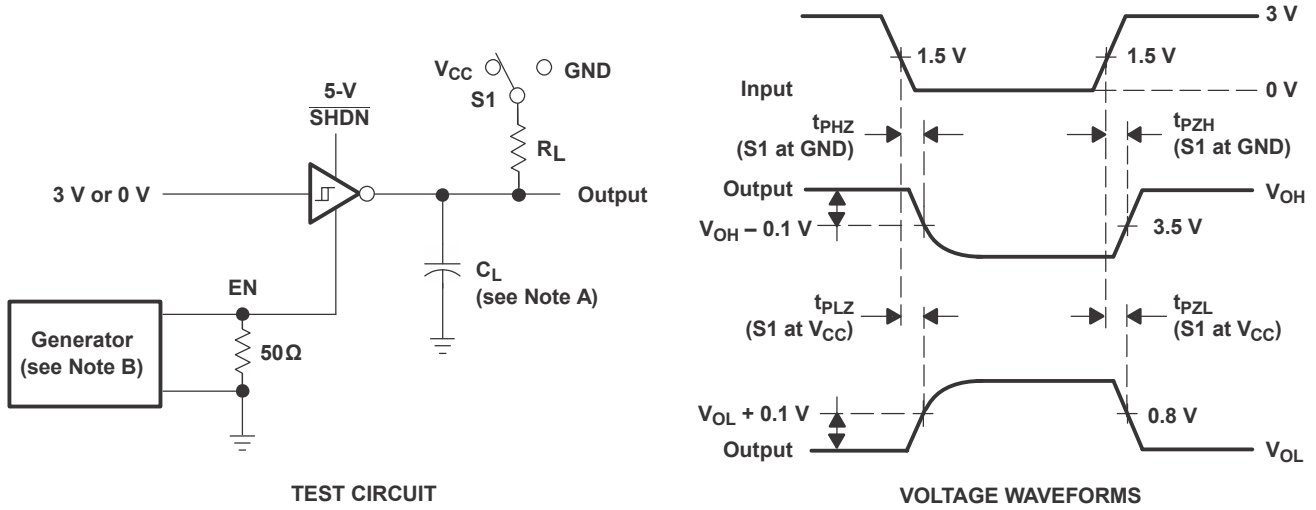 V_CC
GND
S1
5-V
SHDN
R_L
3 V or 0 V
Output
C_L
(see Note A)
EN
Generator
(see Note B)
50Ω
TEST CIRCUIT
3 V
1.5 V
1.5 V
Input
0 V
t_PHZ
(S1 at GND)
t_PZH
(S1 at GND)
Output
V_OH
V_OH – 0.1 V
3.5 V
t_PLZ
(S1 at V_CC)
t_PZL
(S1 at V_CC)
V_OL + 0.1 V
0.8 V
Output
V_OL
VOLTAGE WAVEFORMS